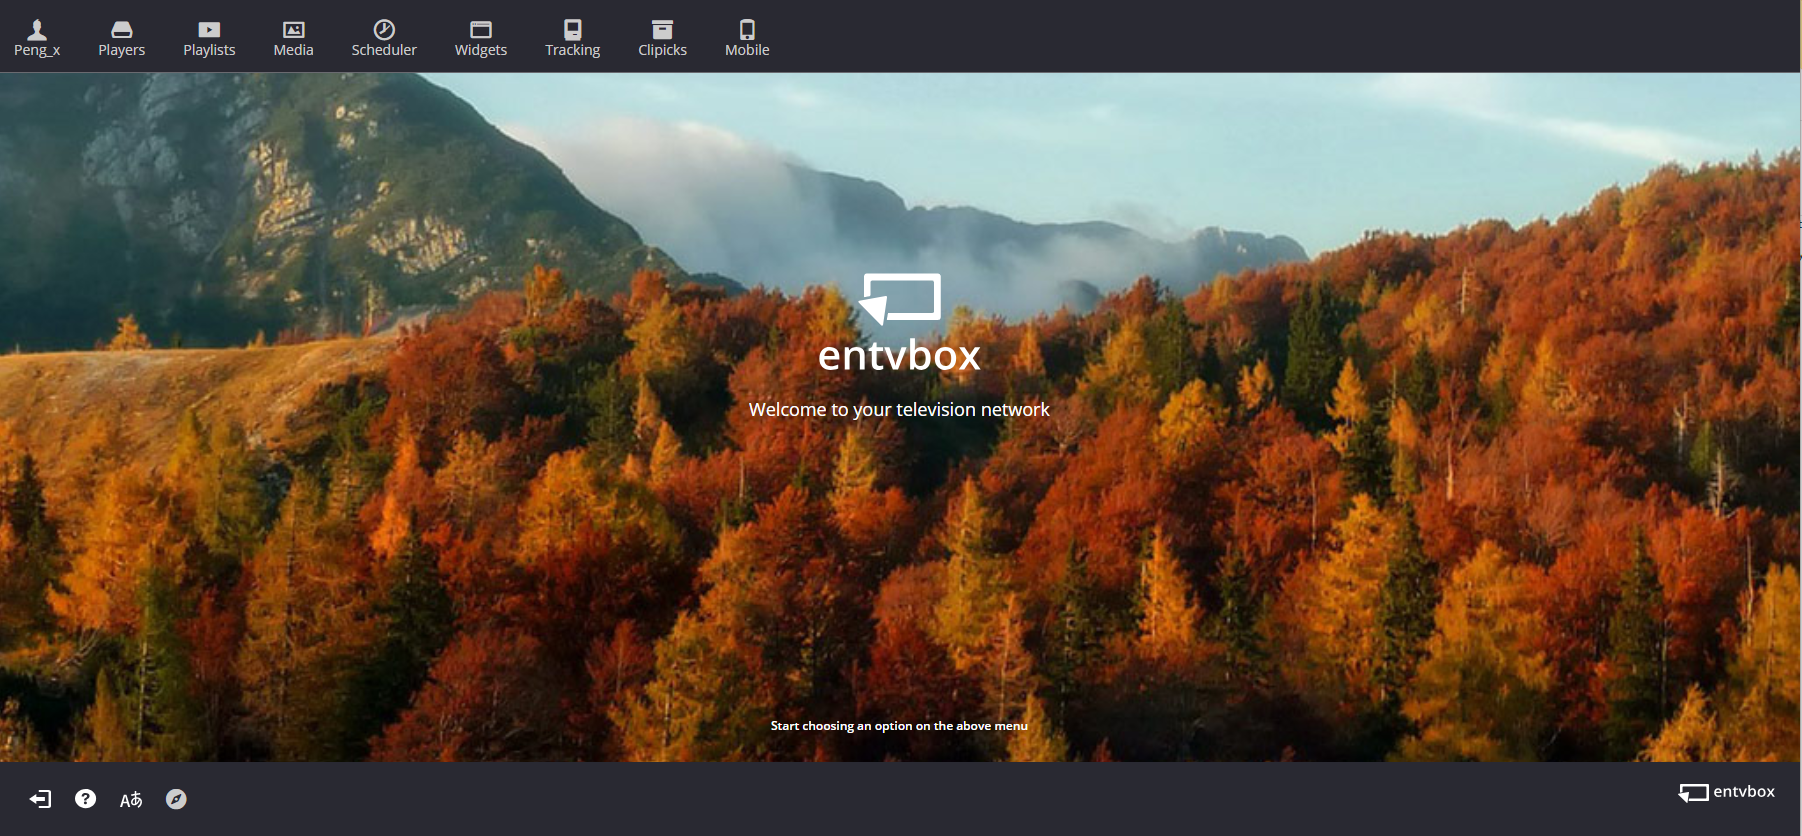 Peng_x Players Playlists Media Scheduler Widgets Tracking Clipicks Mobile
entvbox
Welcome to your television network
Start choosing an option on the above menu
Aあ
entvbox